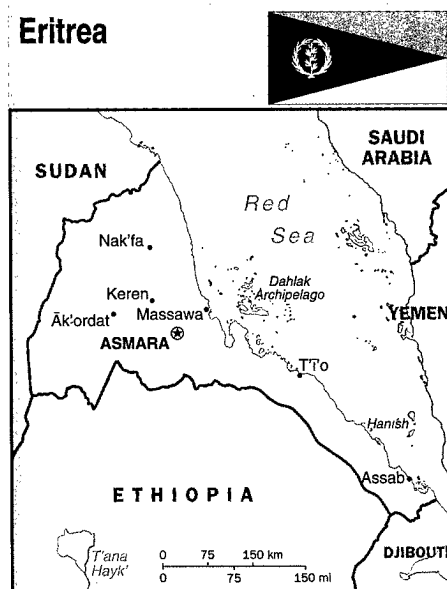 Eritrea
SAUDI
ARABIA
SUDAN
Red
Sea
Nak'fa
Dahlak
Archipelago
Keren
Massawa
YEMEN
Āk'ordat
ASMARA
T'i'o
Hanish
Assab
ETHIOPIA
T'ana
Hayk'
0 75 150 km
0 75 150 mi
DJIBOUTI